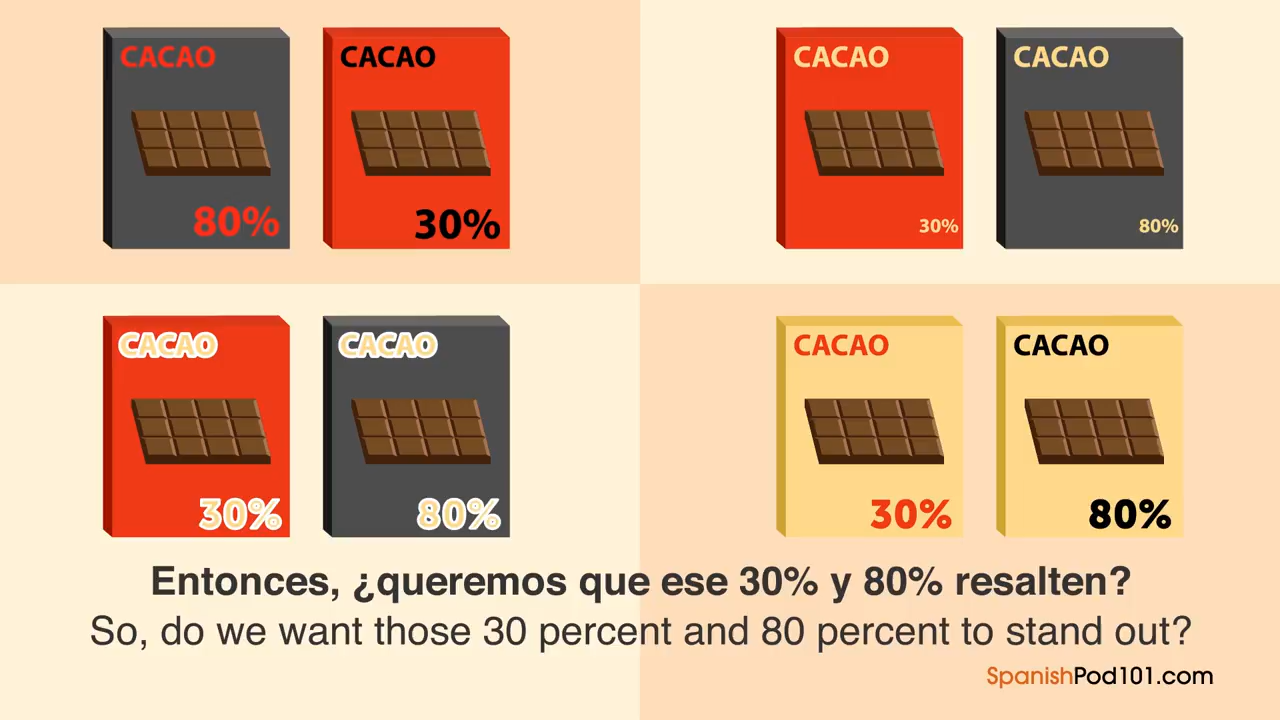 CACAO
80%
CACAO
30%
CACAO
30%
CACAO
80%
CACAO
30%
CACAO
80%
CACAO
30%
CACAO
80%
Entonces, ¿queremos que ese 30% y 80% resalten?
So, do we want those 30 percent and 80 percent to stand out?
SpanishPod101.com